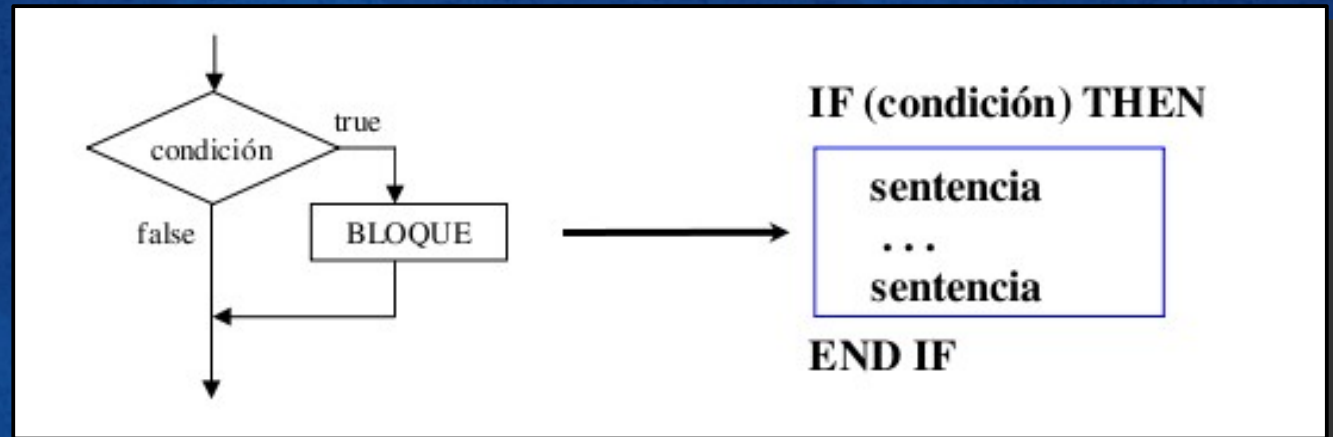 condición
true
false
BLOQUE
IF (condición) THEN
sentencia
. . .
sentencia
END IF